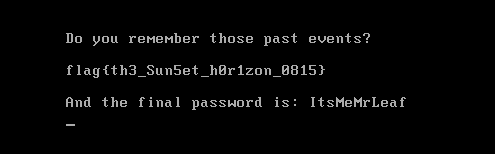 Do you remember those past events?
flag{th3_Sun5et_h0r1zon_0815}
And the final password is: ItsMeMrLeaf